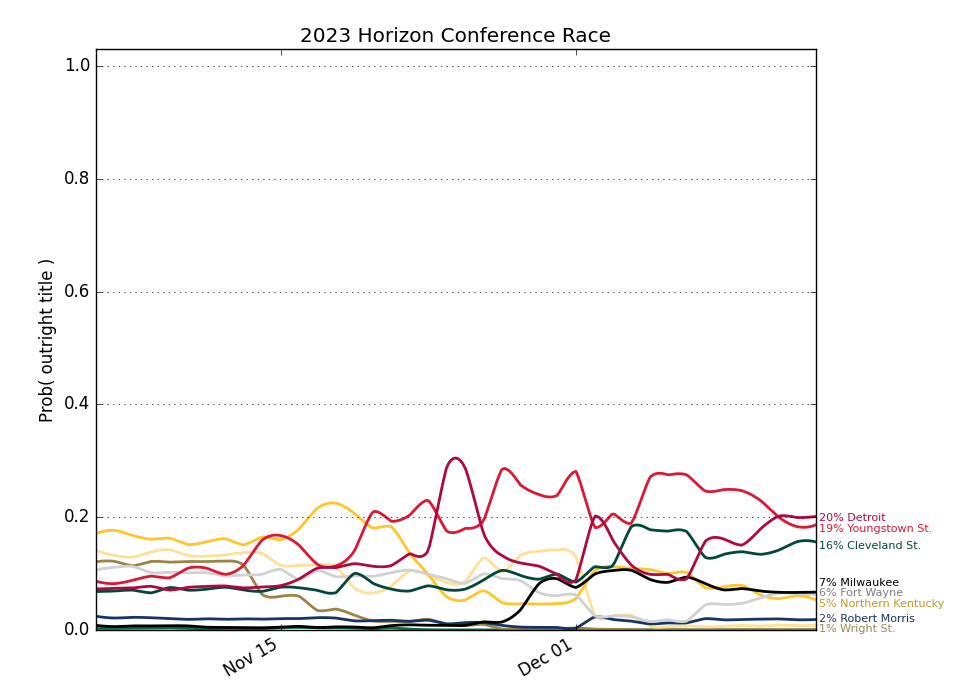 2023 Horizon Conference Race
Prob( outright title )
1.0
0.8
0.6
0.4
0.2
0.0
Nov 15
Dec 01
20% Detroit
19% Youngstown St.
16% Cleveland St.
7% Milwaukee
6% Fort Wayne
5% Northern Kentucky
2% Robert Morris
1% Wright St.